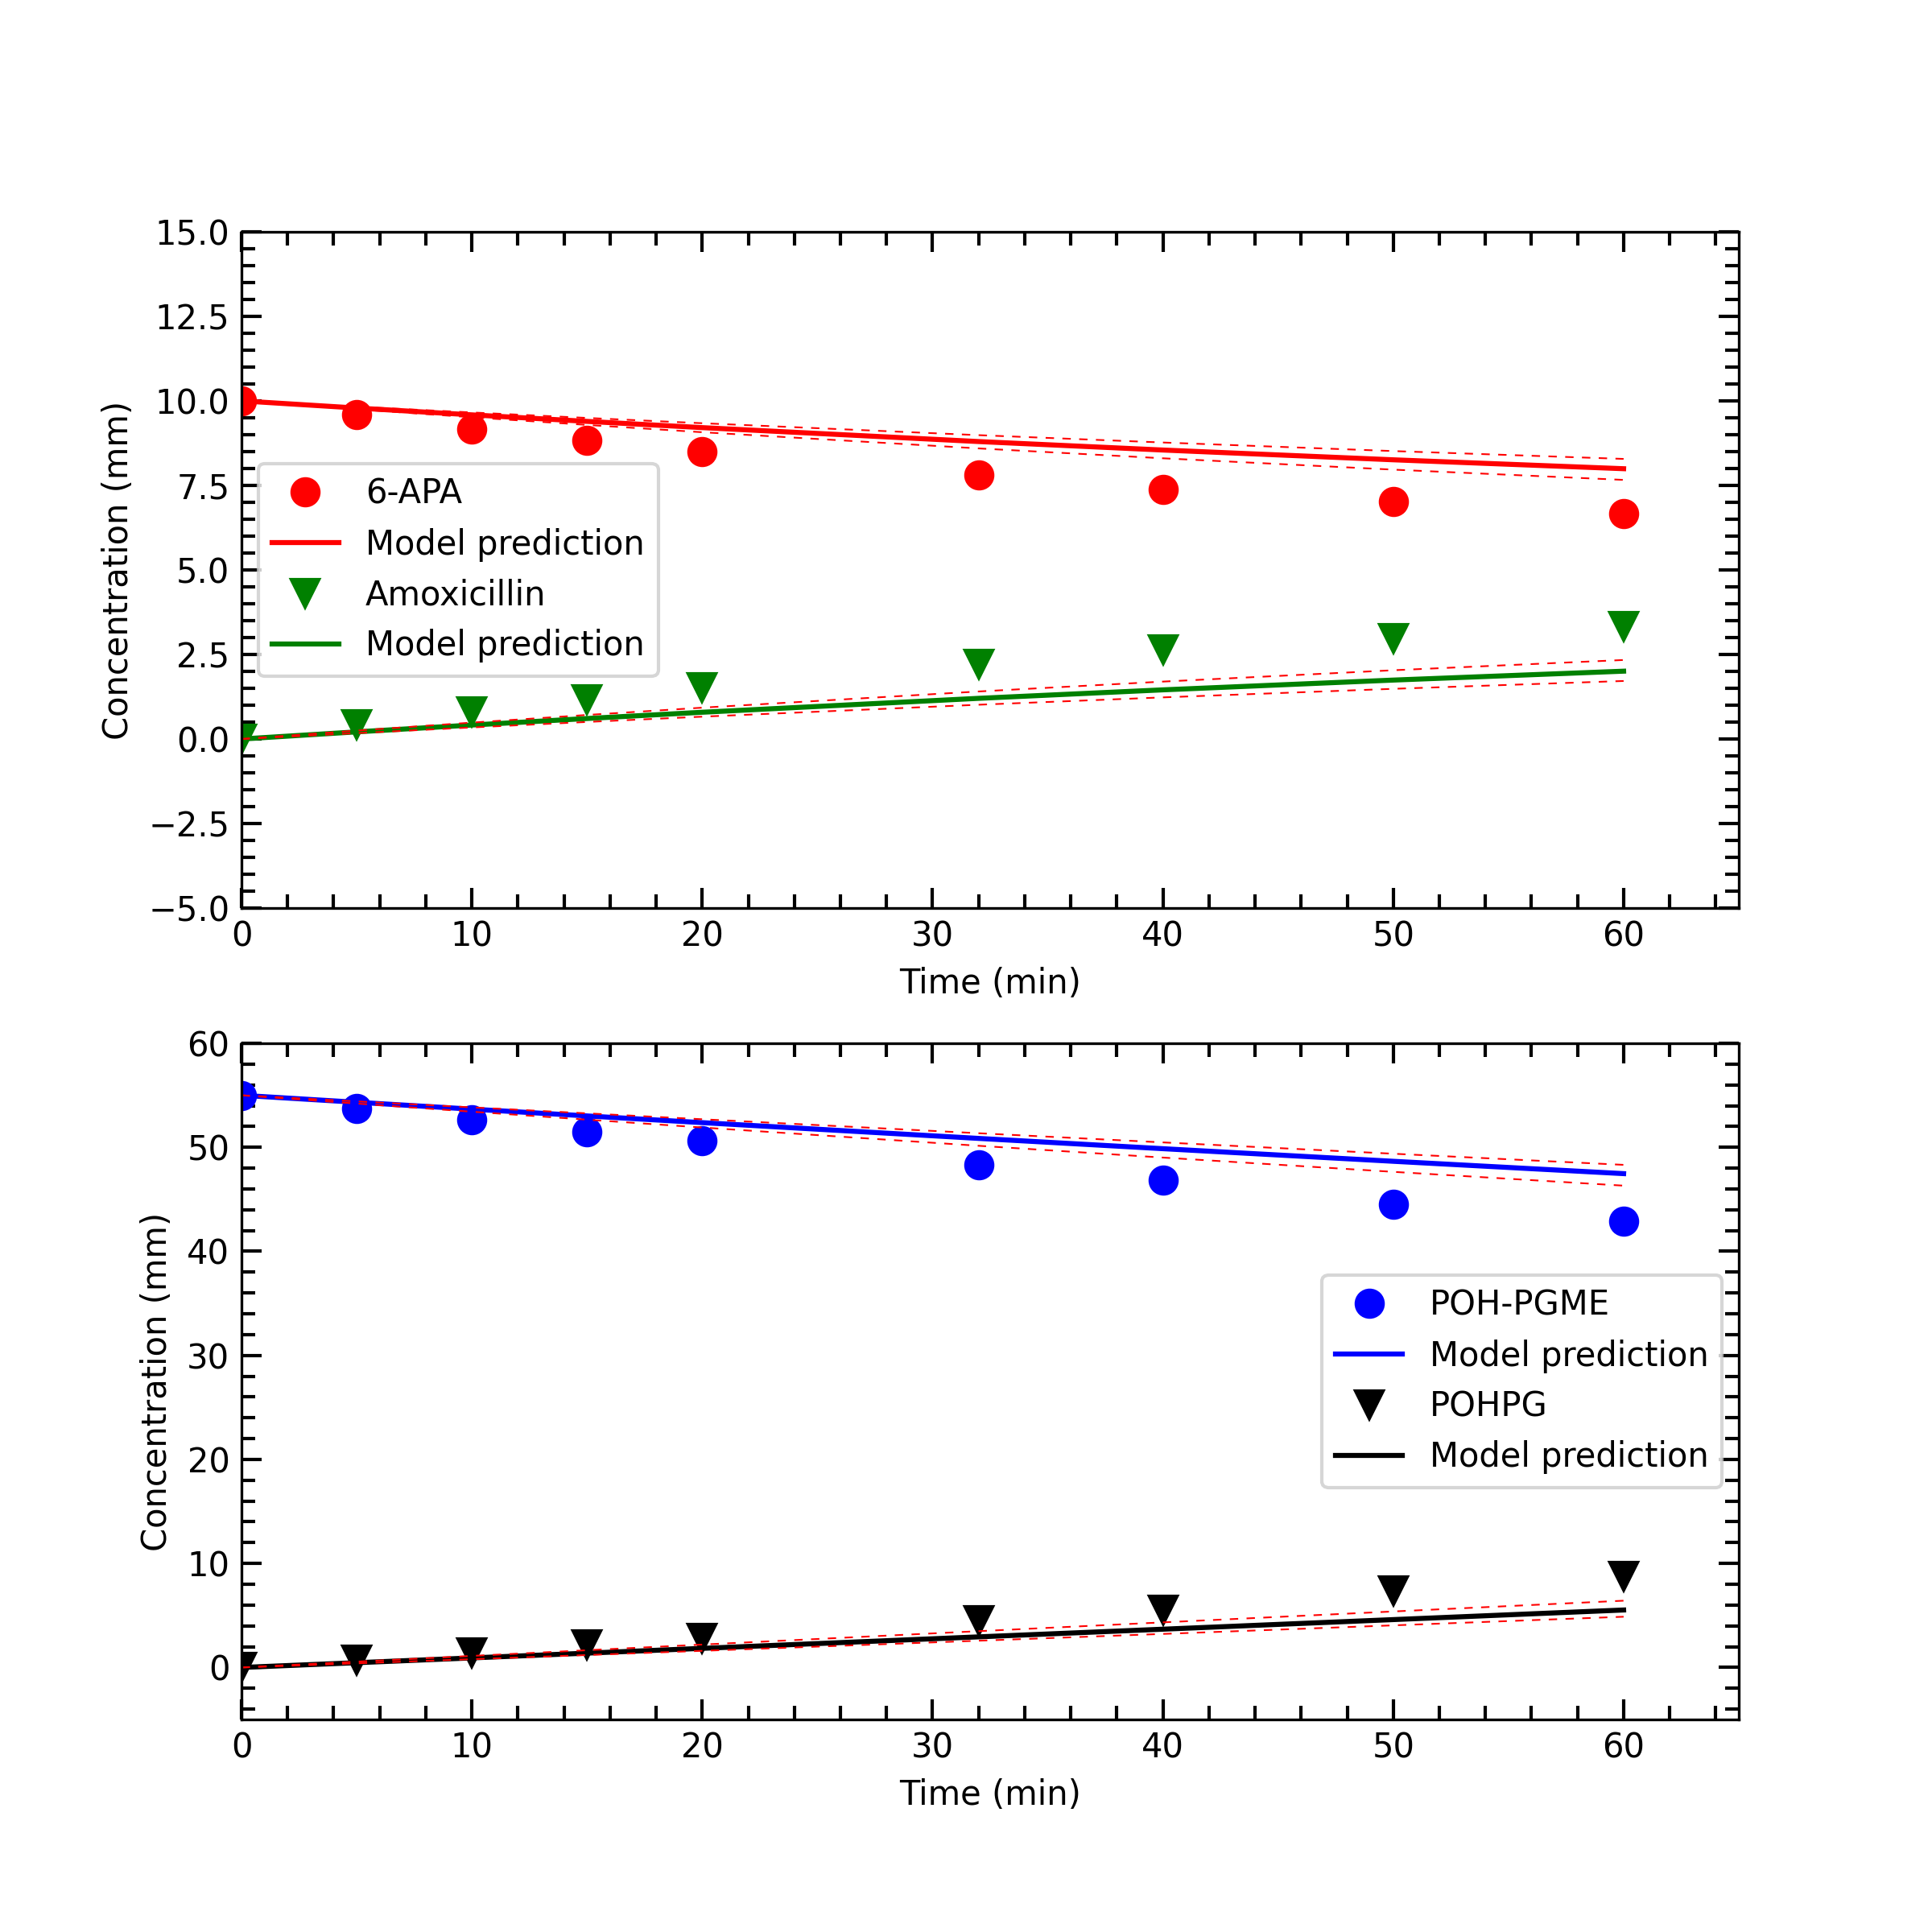 15.0
12.5
10.0
7.5
5.0
2.5
0.0
−2.5
−5.0
Concentration (mm)
6-APA
Model prediction
Amoxicillin
Model prediction
0 10 20 30 40 50 60
Time (min)
60
50
40
30
20
10
0
Concentration (mm)
POH-PGME
Model prediction
POHPG
Model prediction
0 10 20 30 40 50 60
Time (min)